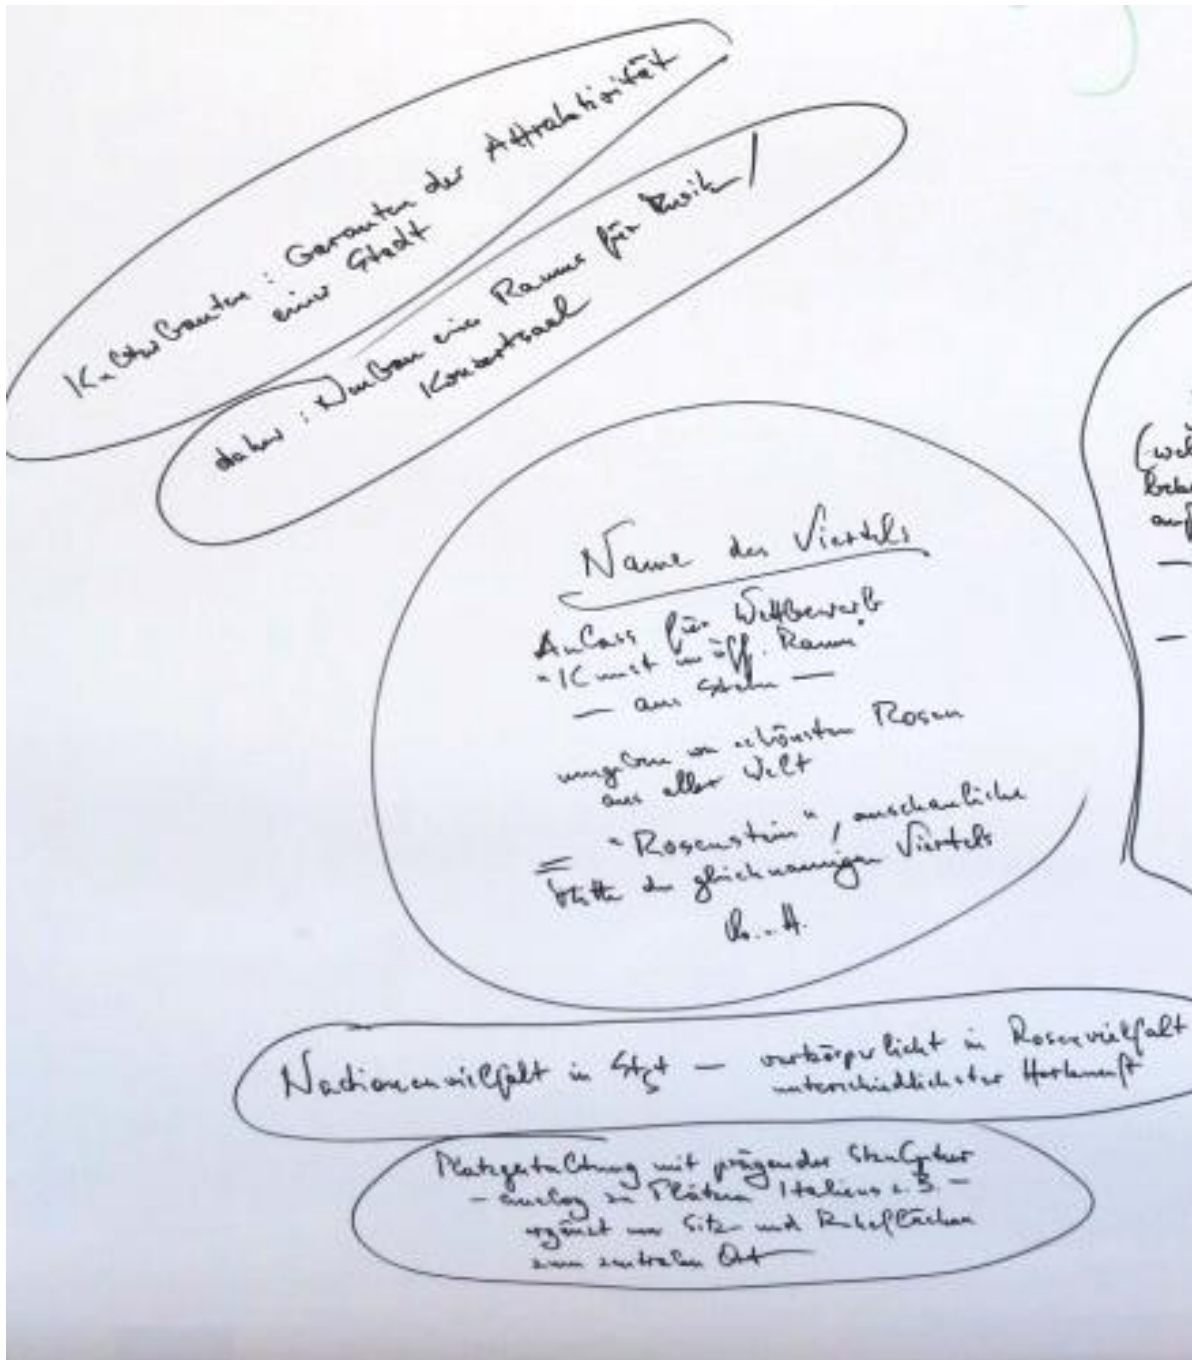 Kulturbauten : Garanten der Attraktivität
einer Stadt
daher : Neubau eines Raums für Musik /
Konzertsaal
Name des Viertels
Anlass für Wettbewerb
"Kunst im öff. Raum"
— aus Stein —
umgeben von schönsten Rosen
aus aller Welt
= "Rosenstein", anschauliche
Mitte des gleichnamigen Viertels
Nationenvielfalt in Stgt — verkörperlicht in Rosenvielfalt
unterschiedlichster Herkunft
Platzgestaltung mit prägender Skulptur
– analog zu Plätzen Italiens z.B. –
ergänzt um Sitz- und Ruheflächen
zum zentralen Ort
(
auf
—
—